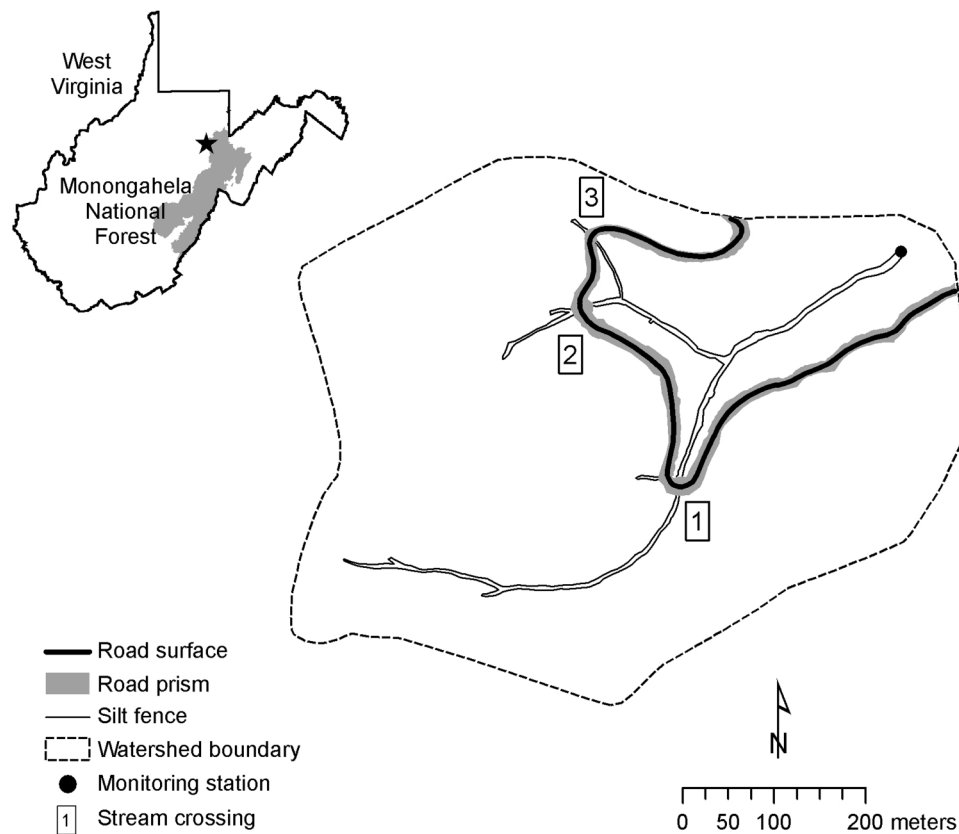 West
Virginia
Monongahela
National
Forest
3
2
1
Road surface
Road prism
Silt fence
Watershed boundary
Monitoring station
1 Stream crossing
N
0 50 100 200 meters